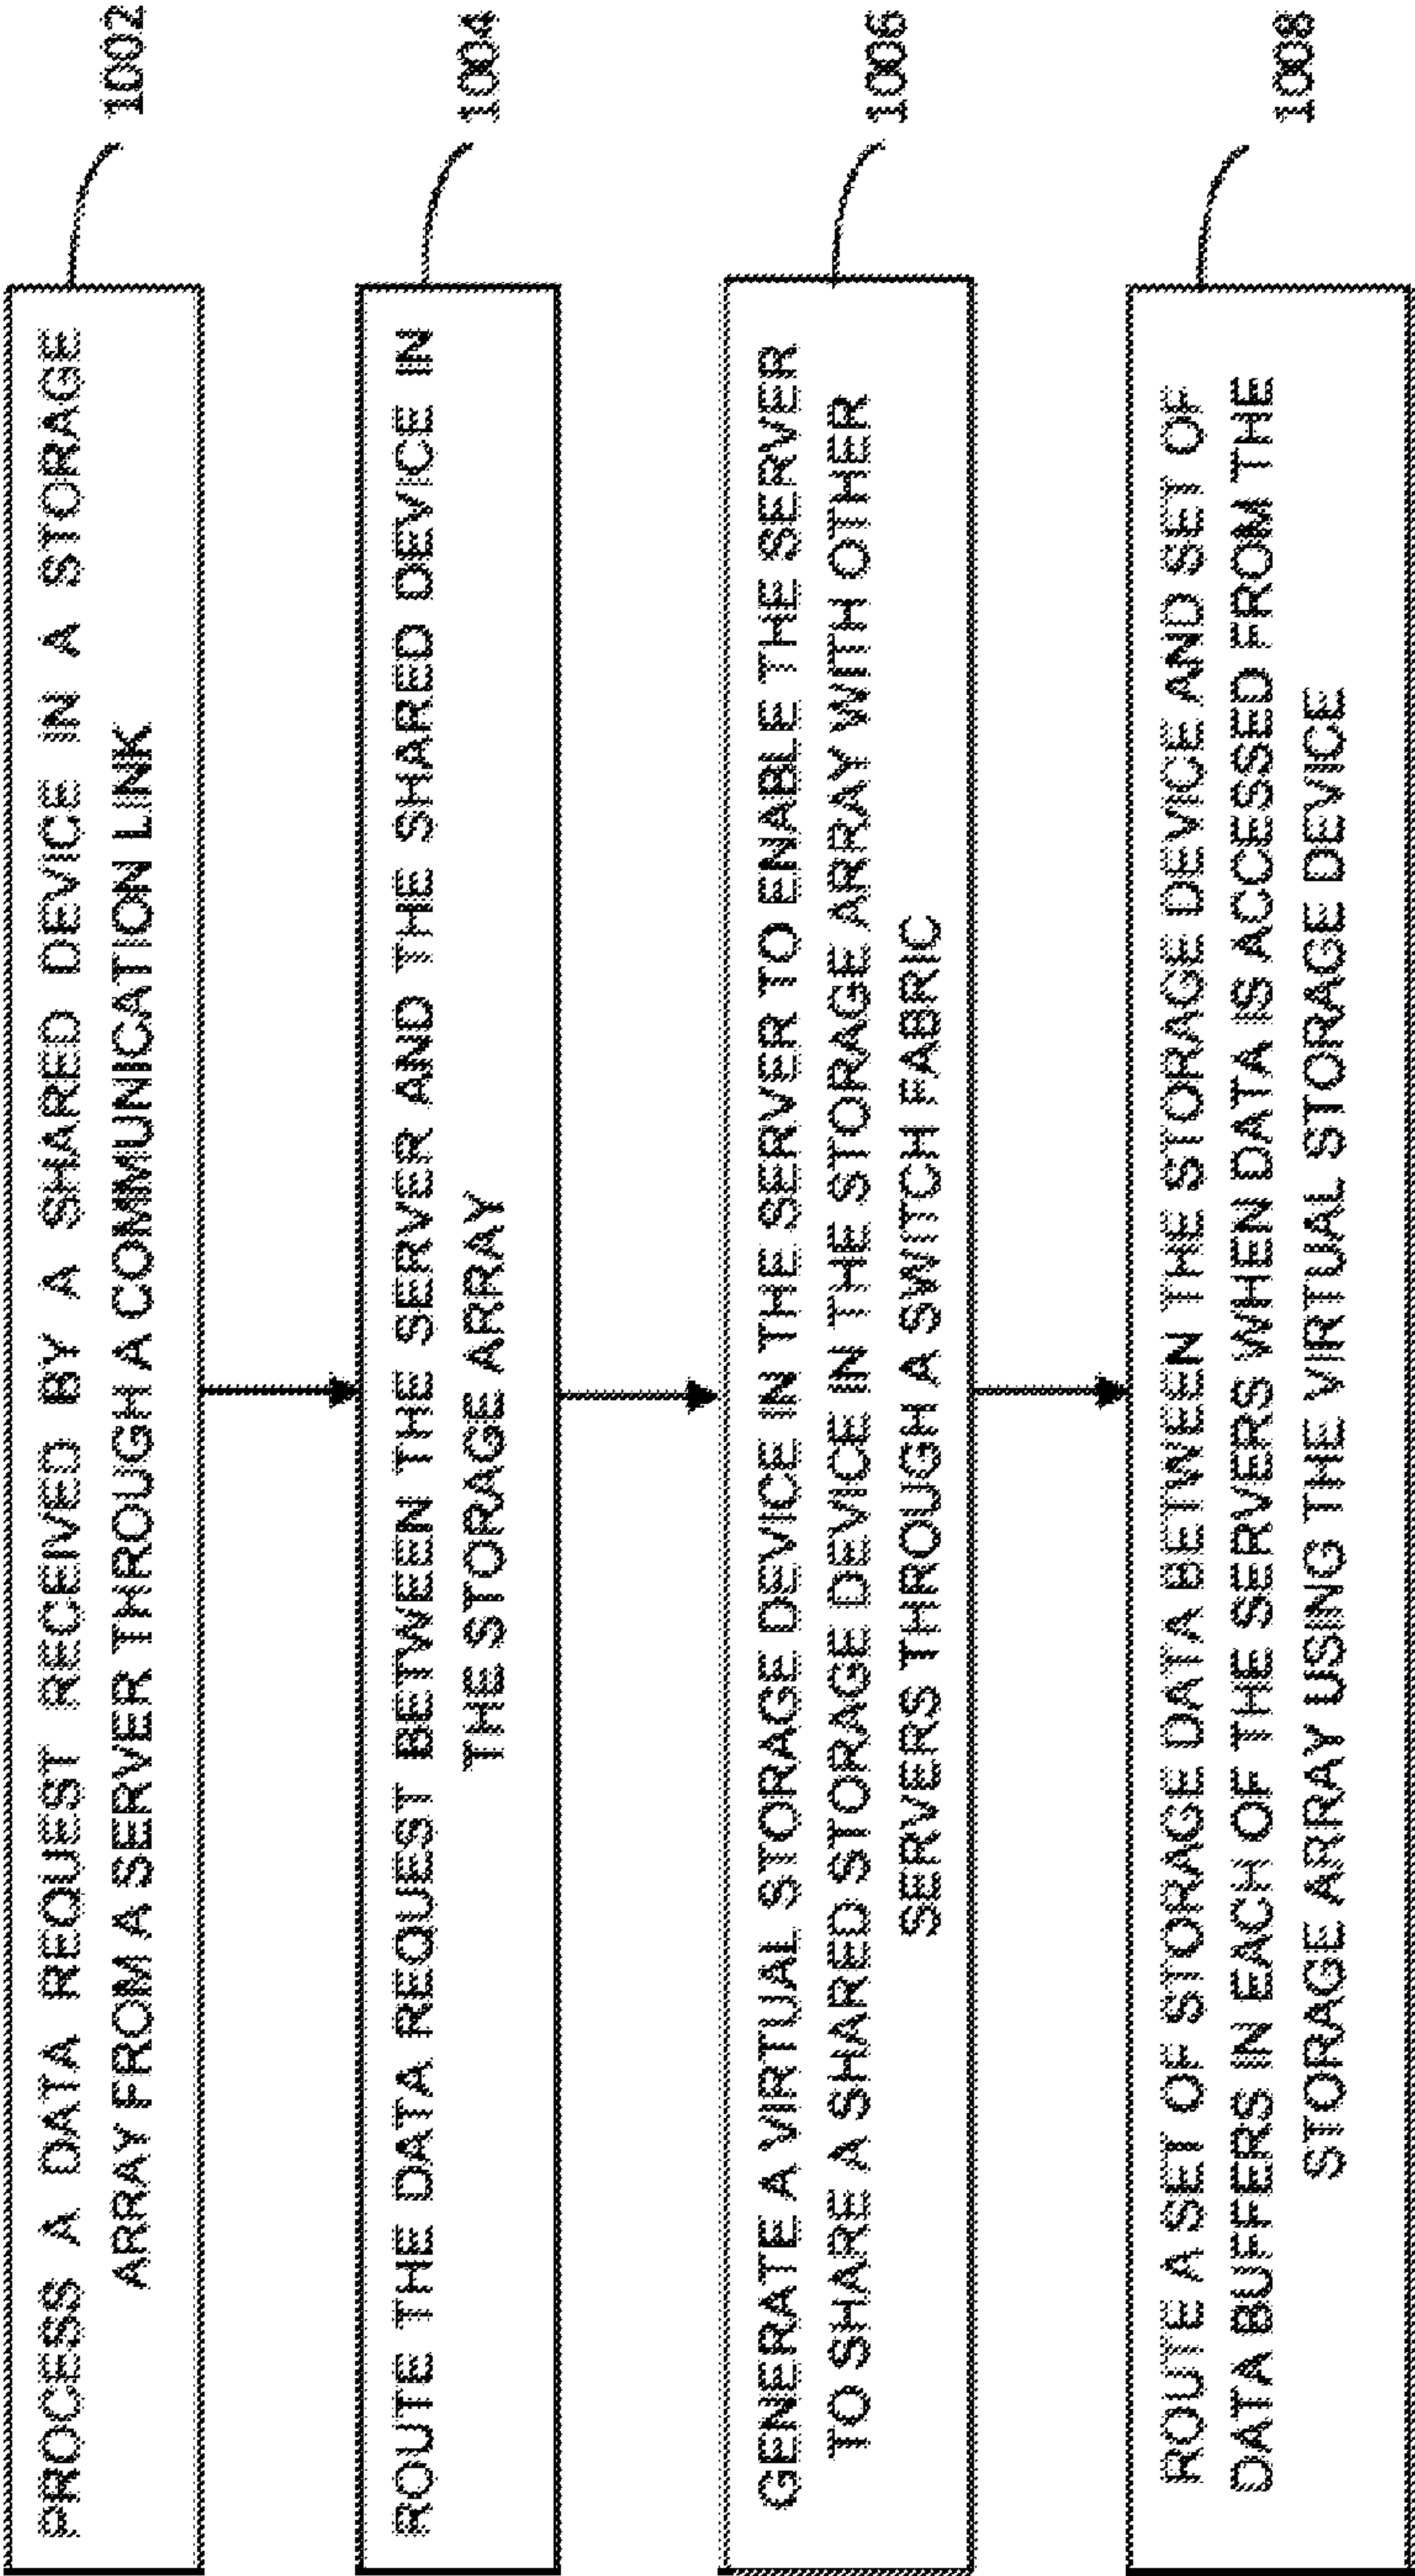 PROCESS A DATA REQUEST RECEIVED BY A SHARED DEVICE IN A STORAGE
ARRAY FROM A SERVER THROUGH A COMMUNICATION LINK
1002
ROUTE THE DATA REQUEST BETWEEN THE SERVER AND THE SHARED DEVICE IN
THE STORAGE ARRAY
1004
GENERATE A VIRTUAL STORAGE DEVICE IN THE SERVER TO ENABLE THE SERVER
TO SHARE A SHARED STORAGE DEVICE IN THE STORAGE ARRAY WITH OTHER
SERVERS THROUGH A SWITCH FABRIC
1006
ROUTE A SET OF STORAGE DATA BETWEEN THE STORAGE DEVICE AND SET OF
DATA BUFFERS IN EACH OF THE SERVERS WHEN DATA IS ACCESSED FROM THE
STORAGE ARRAY USING THE VIRTUAL STORAGE DEVICE
1008